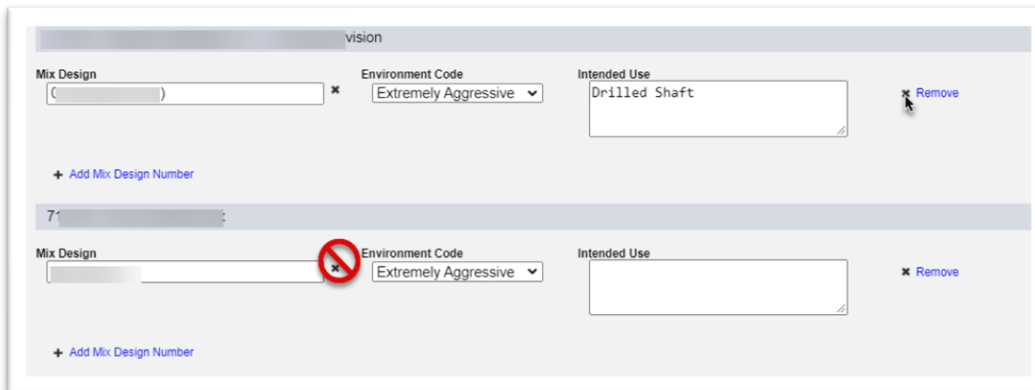 vision
Mix Design Environment Code Intended Use
( ) Extremely Aggressive Drilled Shaft Remove
Add Mix Design Number
71 :
Mix Design Environment Code Intended Use
Extremely Aggressive Remove
Add Mix Design Number